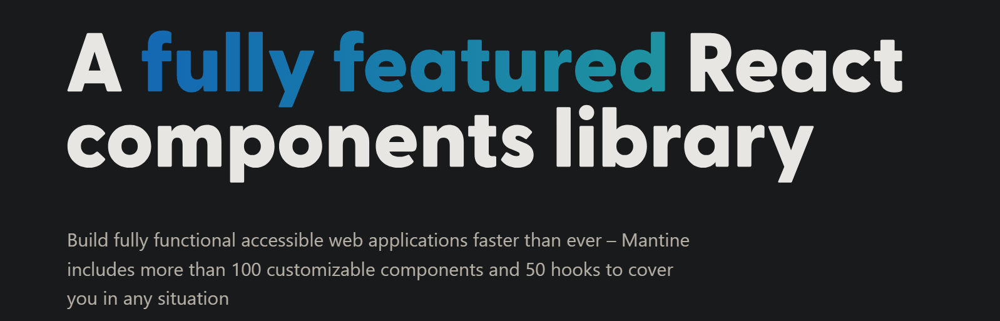 A fully featured React
components library
Build fully functional accessible web applications faster than ever – Mantine
includes more than 100 customizable components and 50 hooks to cover
you in any situation